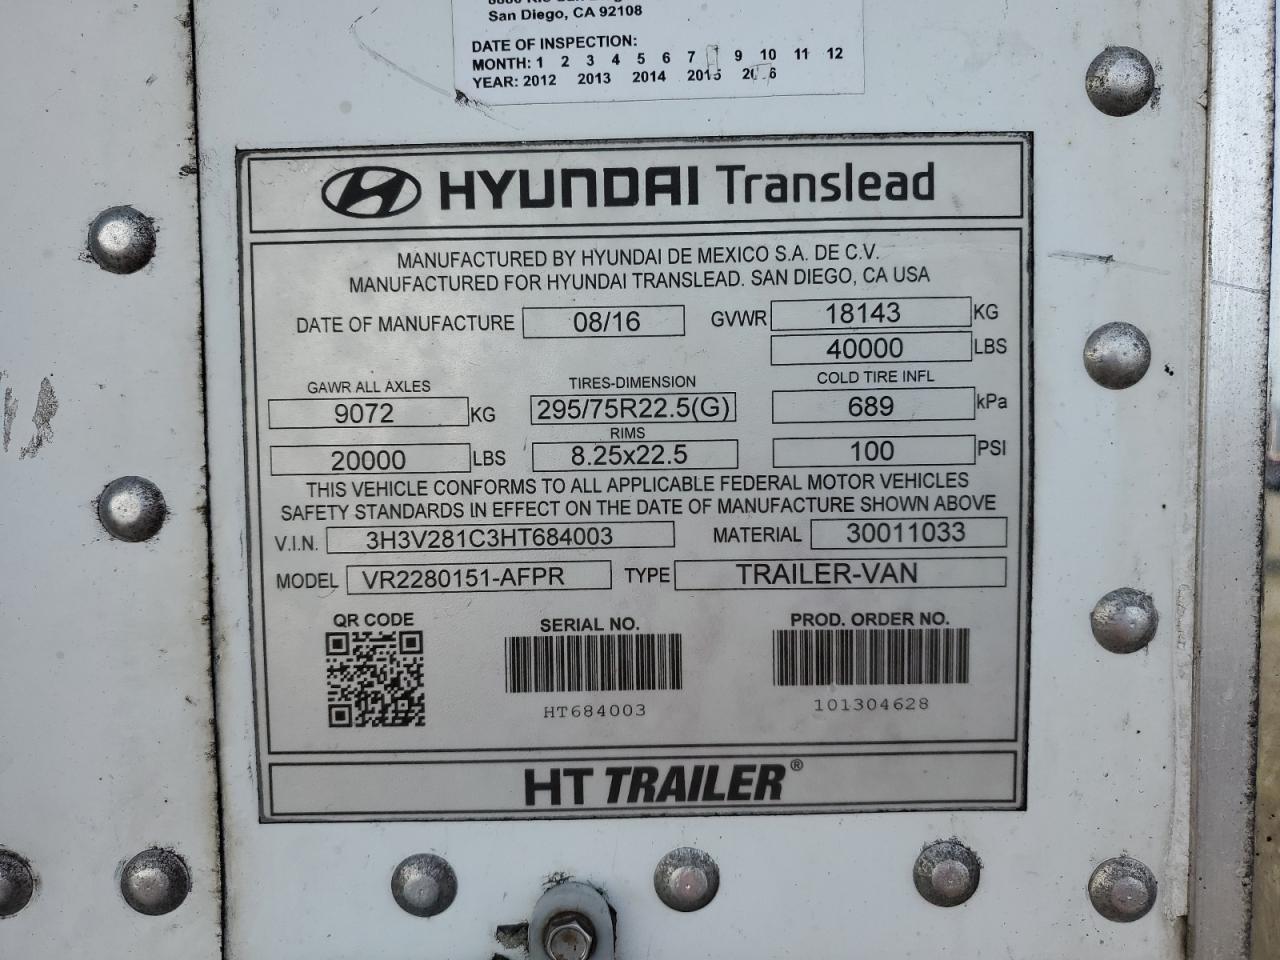 San Diego, CA 92108
DATE OF INSPECTION:
MONTH: 1 2 3 4 5 6 7 9 10 11 12
YEAR: 2012 2013 2014 2015
HYUNDAI Translead
MANUFACTURED BY HYUNDAI DE MEXICO S.A. DE C.V.
MANUFACTURED FOR HYUNDAI TRANSLEAD. SAN DIEGO, CA USA
DATE OF MANUFACTURE 08/16 GVWR 18143 KG
40000 LBS
GAWR ALL AXLES TIRES-DIMENSION COLD TIRE INFL
9072 KG 295/75R22.5(G) 689 kPa
RIMS
20000 LBS 8.25x22.5 100 PSI
THIS VEHICLE CONFORMS TO ALL APPLICABLE FEDERAL MOTOR VEHICLES
SAFETY STANDARDS IN EFFECT ON THE DATE OF MANUFACTURE SHOWN ABOVE
V.I.N. 3H3V281C3HT684003 MATERIAL 30011033
MODEL VR2280151-AFPR TYPE TRAILER-VAN
QR CODE SERIAL NO. PROD. ORDER NO.
HT684003 101304628
HT TRAILER®